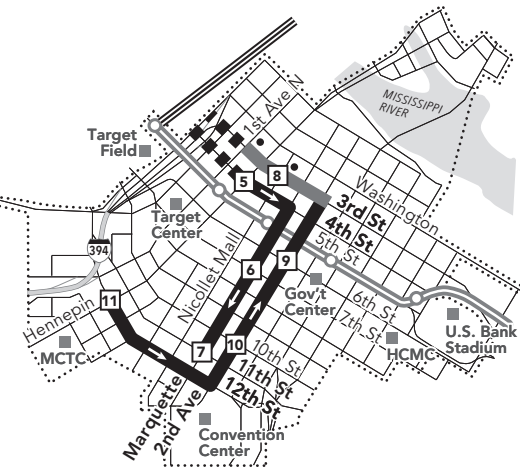 MISSISSIPPI
RIVER
1st Ave N
Target
Field
5
8
Washington
3rd St
4th St
5th St
Target
Center
394
Nicollet Mall
6
9
Gov't
Center
6th St
7th St
11
Hennepin
MCTC
7
10
10th St
11th St
12th St
U.S. Bank
Stadium
HCMC
Marquette
2nd Ave
Convention
Center